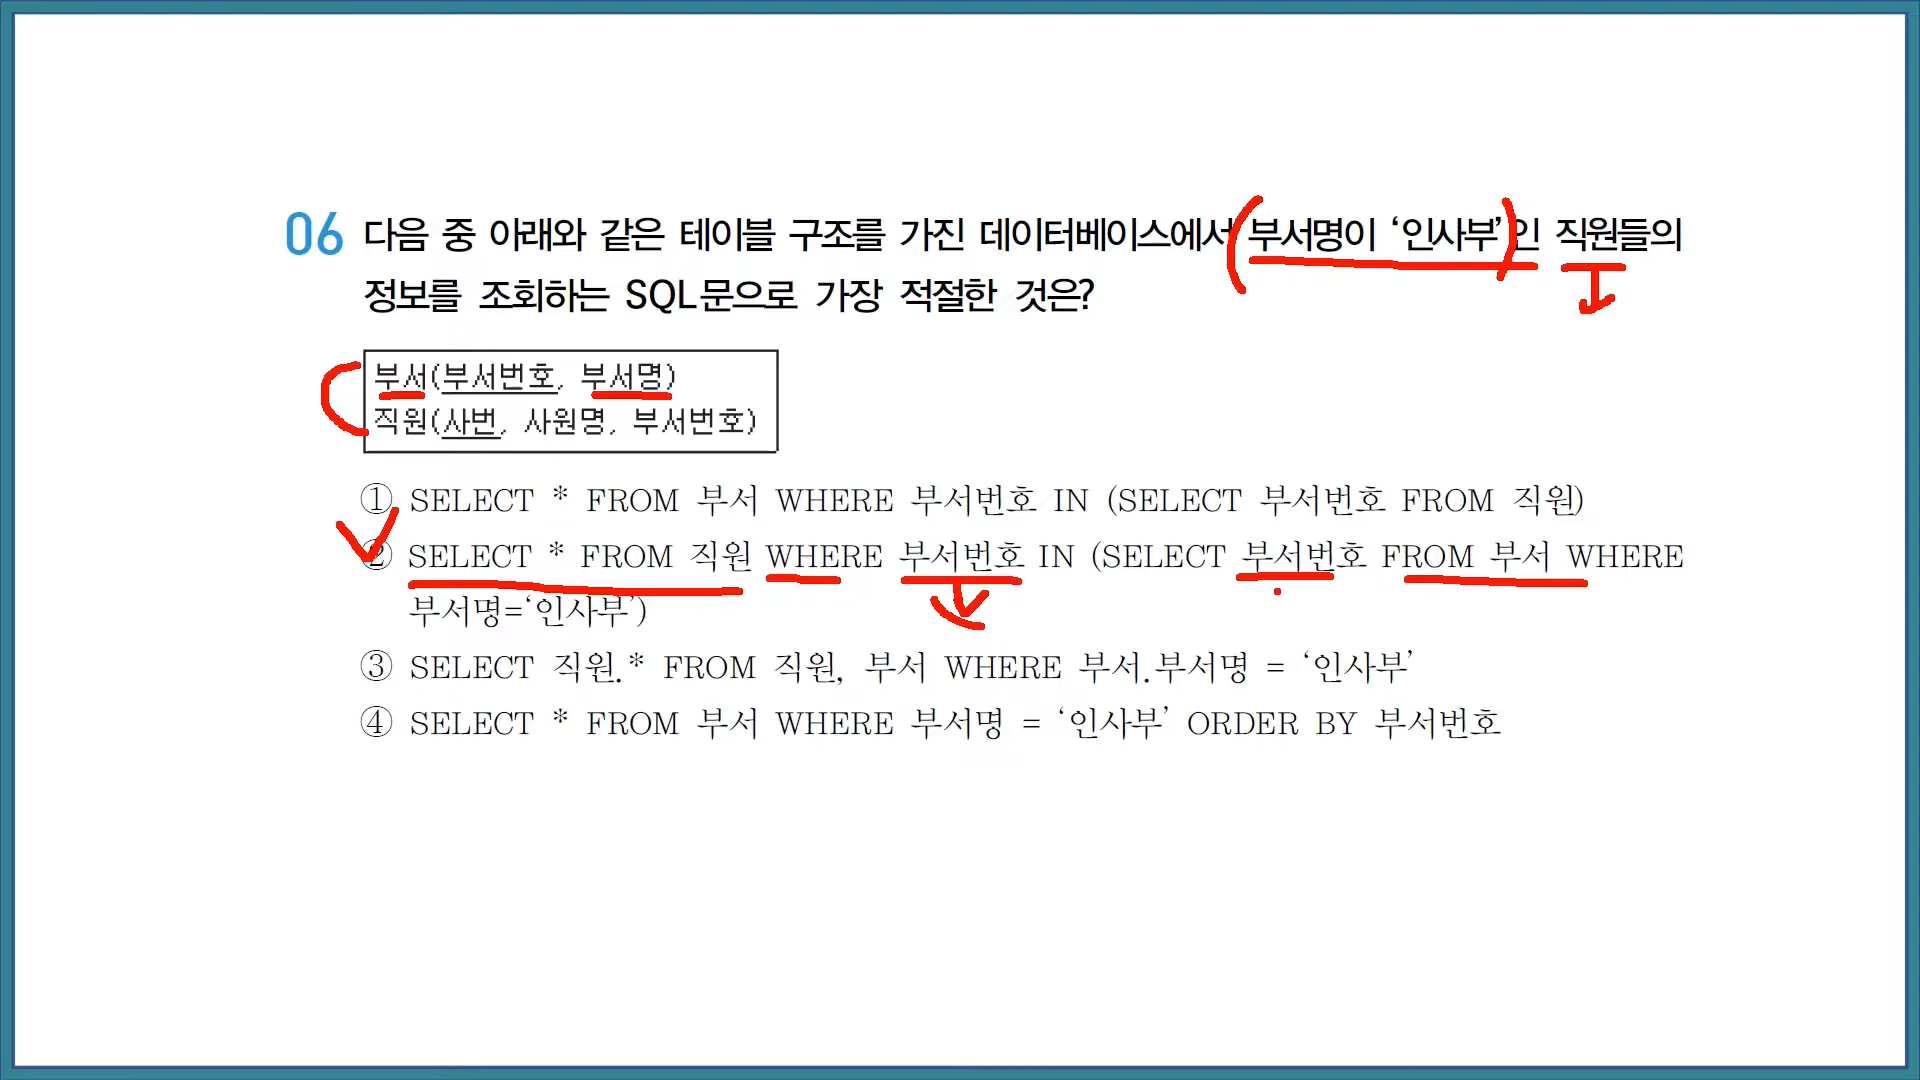 06 다음 중 아래와 같은 테이블 구조를 가진 데이터베이스에서 부서명이 ‘인사부’인 직원들의
정보를 조회하는 SQL문으로 가장 적절한 것은?
부서(부서번호, 부서명)
직원(사번, 사원명, 부서번호)
① SELECT * FROM 부서 WHERE 부서번호 IN (SELECT 부서번호 FROM 직원)
② SELECT * FROM 직원 WHERE 부서번호 IN (SELECT 부서번호 FROM 부서 WHERE
부서명=‘인사부’)
③ SELECT 직원.* FROM 직원, 부서 WHERE 부서.부서명 = ‘인사부’
④ SELECT * FROM 부서 WHERE 부서명 = ‘인사부’ ORDER BY 부서번호